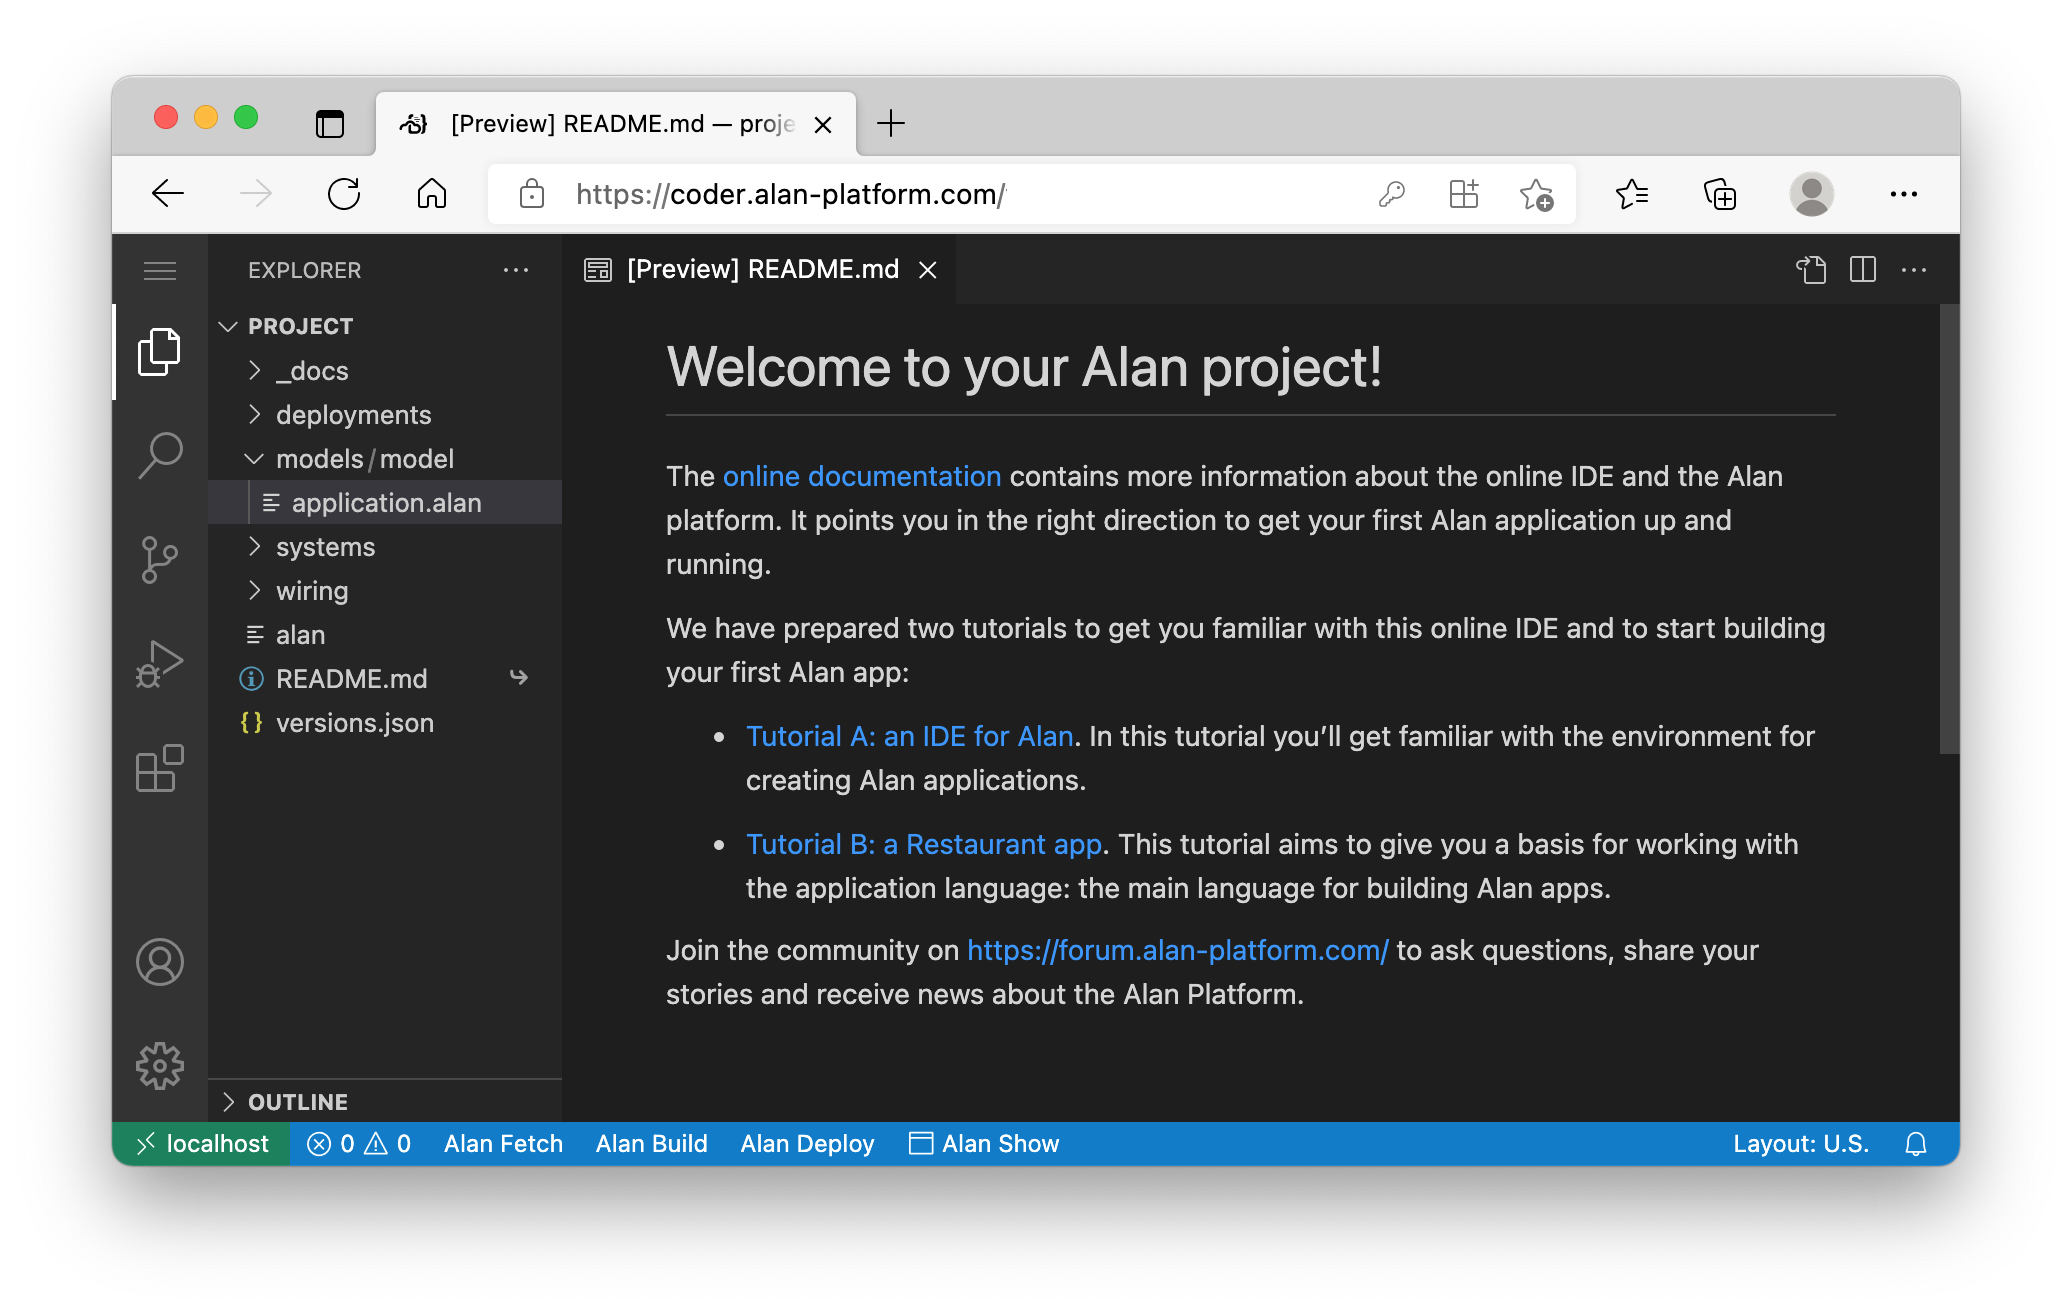 [Preview] README.md — proje
https://coder.alan-platform.com/
EXPLORER
PROJECT
_docs
deployments
models/model
application.alan
systems
wiring
alan
README.md
versions.json
OUTLINE
[Preview] README.md
Welcome to your Alan project!
The online documentation contains more information about the online IDE and the Alan
platform. It points you in the right direction to get your first Alan application up and
running.
We have prepared two tutorials to get you familiar with this online IDE and to start building
your first Alan app:
• Tutorial A: an IDE for Alan. In this tutorial you’ll get familiar with the environment for
creating Alan applications.
• Tutorial B: a Restaurant app. This tutorial aims to give you a basis for working with
the application language: the main language for building Alan apps.
Join the community on https://forum.alan-platform.com/ to ask questions, share your
stories and receive news about the Alan Platform.
localhost 0 0 Alan Fetch Alan Build Alan Deploy Alan Show Layout: U.S.